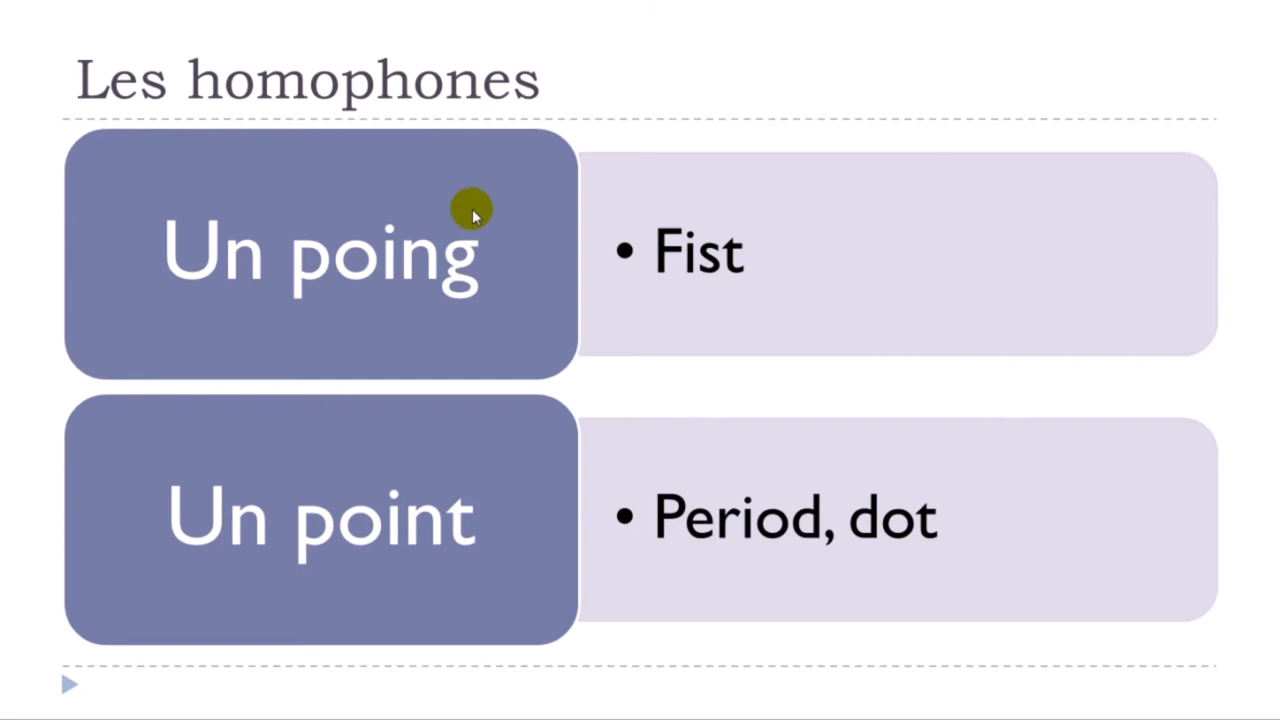 Les homophones
Un poing
• Fist
Un point
• Period, dot